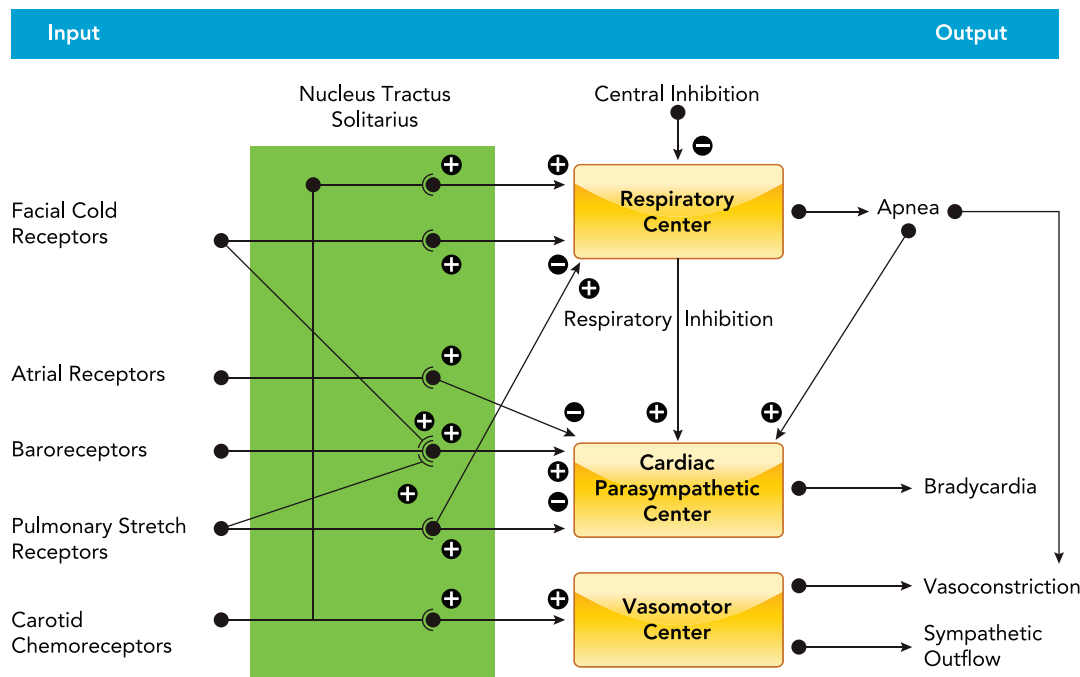 Input
Output
Nucleus Tractus
Solitarius
Central Inhibition
+
+
−
Facial Cold
Receptors
Respiratory
Center
Apnea
+
−
+
Respiratory Inhibition
Atrial Receptors
+
−
+
+
Baroreceptors
+
+
+
−
Cardiac
Parasympathetic
Center
Bradycardia
+
Pulmonary Stretch
Receptors
+
Carotid
Chemoreceptors
+
+
Vasomotor
Center
Vasoconstriction
Sympathetic
Outflow